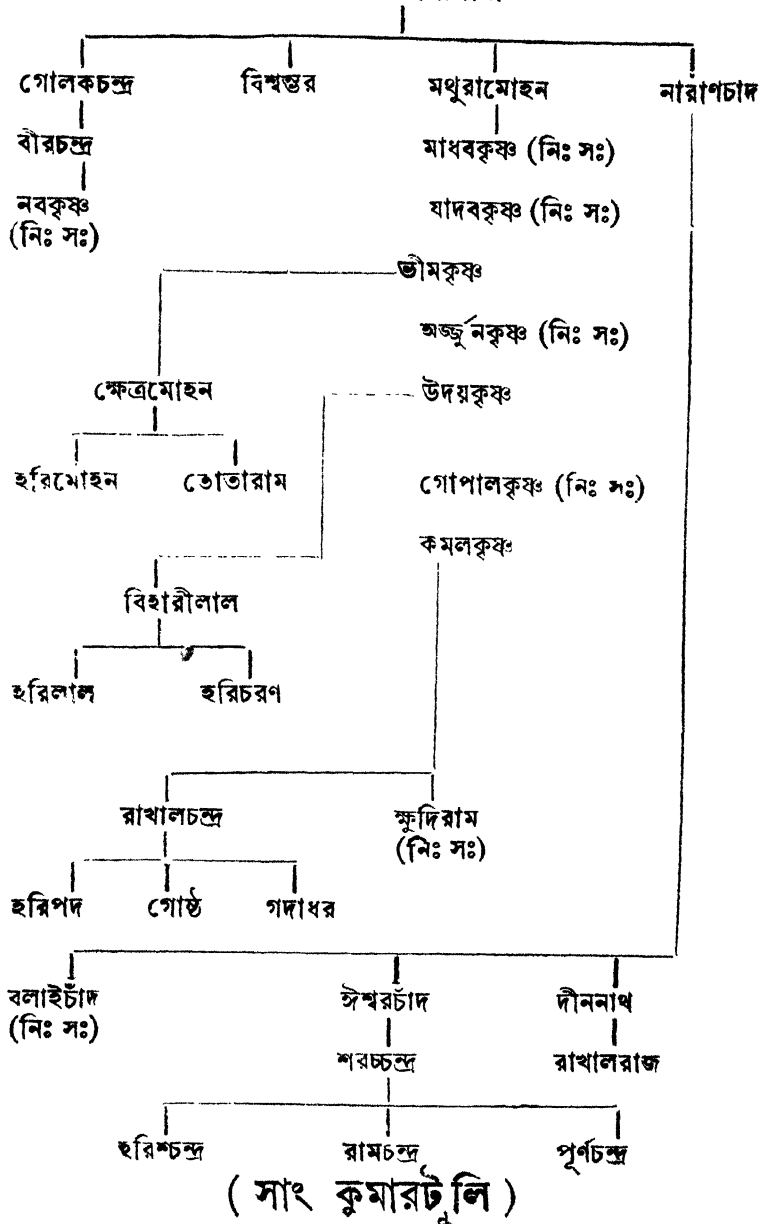 গোলকচন্দ্র বিশ্বম্ভর মথুরামোহন নারাণচাঁদ
বীরচন্দ্র মাধবকৃষ্ণ (নিঃ সঃ)
নবকৃষ্ণ যাদবকৃষ্ণ (নিঃ সঃ)
(নিঃ সঃ)
ভীমকৃষ্ণ
অর্জ্জুনকৃষ্ণ (নিঃ সঃ)
ক্ষেত্রমোহন উদয়কৃষ্ণ
হরিমোহন তোতারাম গোপালকৃষ্ণ (নিঃ সঃ)
কমলকৃষ্ণ
বিহারীলাল
হরিলাল হরিচরণ
রাখালচন্দ্র ক্ষুদিরাম
(নিঃ সঃ)
হরিপদ গোষ্ঠ গদাধর
বলাইচাঁদ ঈশ্বরচাঁদ দীননাথ
(নিঃ সঃ)
শরচ্চন্দ্র রাখালরাজ
হরিশ্চন্দ্র রামচন্দ্র পূর্ণচন্দ্র
( সাং কুমারটুলি )